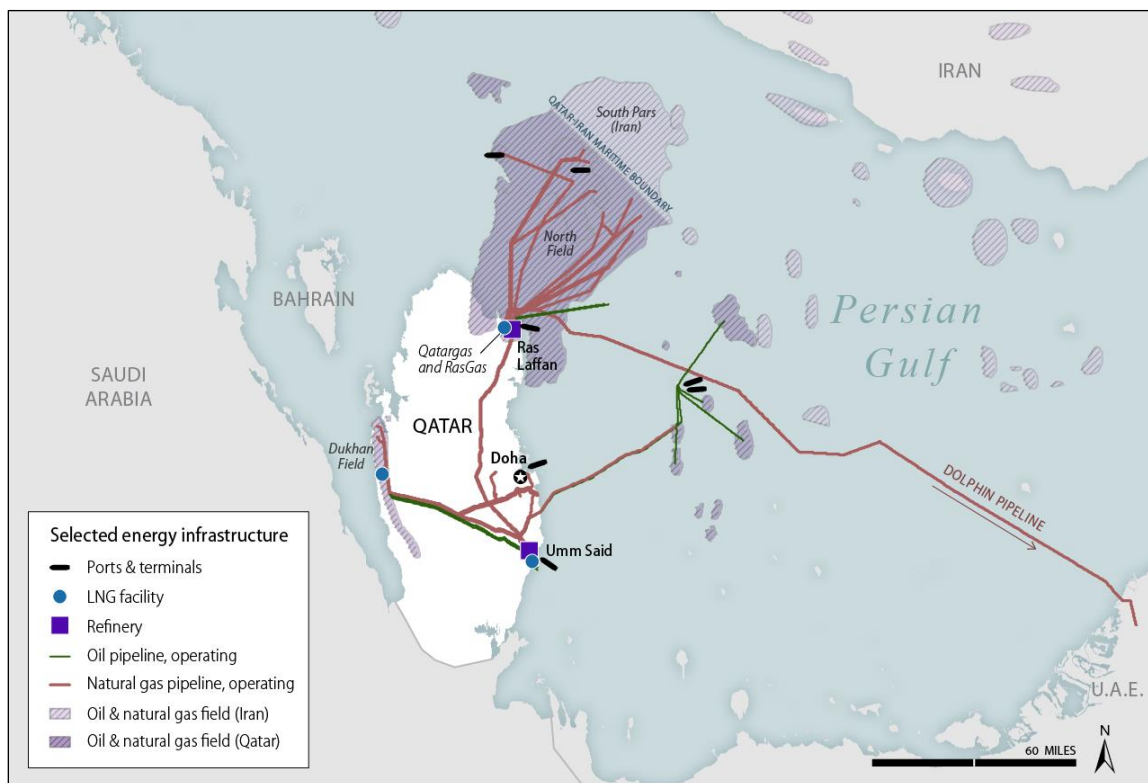 IRAN
South Pars
(Iran)
QATAR-IRAN MARITIME BOUNDARY
North
Field
BAHRAIN
Persian
Gulf
Qatargas
and RasGas
Ras
Laffan
SAUDI
ARABIA
QATAR
Dukhan
Field
Doha
DOLPHIN PIPELINE
Umm Said
U.A.E.
Selected energy infrastructure
Ports & terminals
LNG facility
Refinery
Oil pipeline, operating
Natural gas pipeline, operating
Oil & natural gas field (Iran)
Oil & natural gas field (Qatar)
60 MILES
N